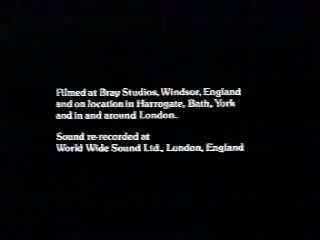 Filmed at Bray Studios, Windsor, England
and on location in Harrogate, Bath, York
and in and around London.
Sound re-recorded at
World Wide Sound Ltd., London, England